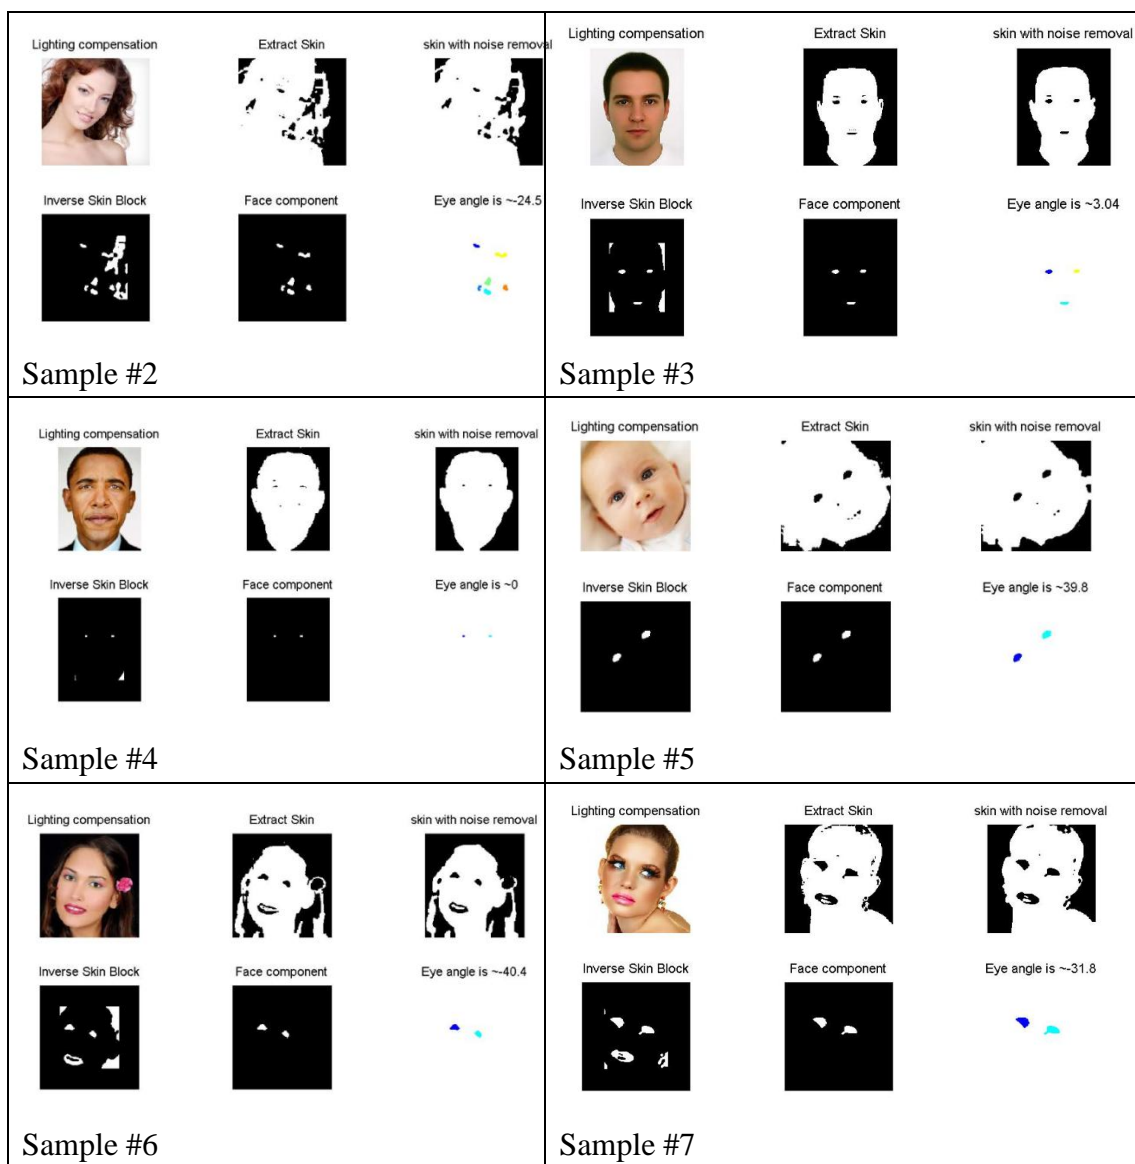 Lighting compensation Extract Skin skin with noise removal
Inverse Skin Block Face component Eye angle is ~-24.5
Sample #2
Lighting compensation Extract Skin skin with noise removal
Inverse Skin Block Face component Eye angle is ~3.04
Sample #3
Lighting compensation Extract Skin skin with noise removal
Inverse Skin Block Face component Eye angle is ~0
Sample #4
Lighting compensation Extract Skin skin with noise removal
Inverse Skin Block Face component Eye angle is ~39.8
Sample #5
Lighting compensation Extract Skin skin with noise removal
Inverse Skin Block Face component Eye angle is ~-40.4
Sample #6
Lighting compensation Extract Skin skin with noise removal
Inverse Skin Block Face component Eye angle is ~-31.8
Sample #7